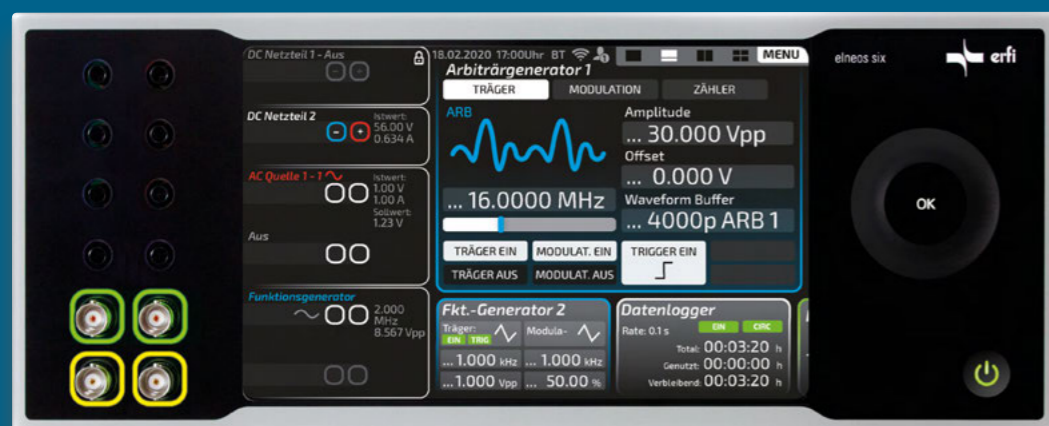 DC Netzteil 1 - Aus
DC Netzteil 2
Istwert:
56.00 V
0.634 A
AC Quelle 1 - 1
Istwert:
1.00 V
1.00 A
Sollwert:
1.23 V
Aus
Funktionsgenerator
2.000
MHz
8.567 Vpp
18.02.2020 17:00Uhr BT
MENU
Arbiträrgenerator 1
TRÄGER MODULATION ZÄHLER
ARB
Amplitude
... 30.000 Vpp
Offset
... 0.000 V
... 16.0000 MHz
Waveform Buffer
... 4000p ARB 1
TRÄGER EIN MODULAT. EIN TRIGGER EIN
TRÄGER AUS MODULAT. AUS
Fkt.-Generator 2
Träger: Modula-
EIN TRIG
... 1.000 kHz ... 1.000 kHz
...1.000 Vpp ... 50.00 %
Datenlogger
Rate: 0.1 s EIN CIRC
Total: 00:03:20 h
Genutzt: 00:00:00 h
Verbleibend: 00:03:20 h
elneos six
erfi
OK